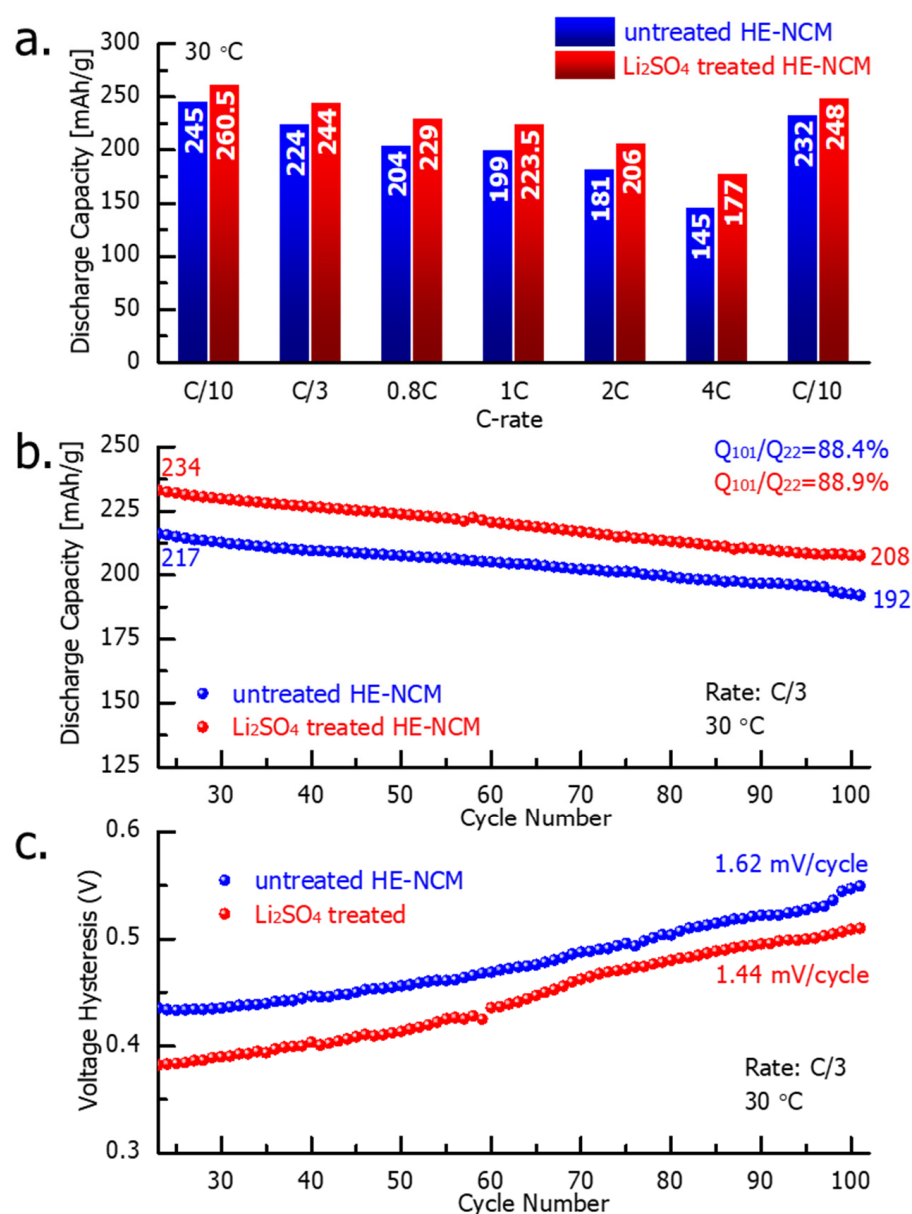 a.
300
250
200
150
100
50
0
Discharge Capacity [mAh/g]
30 °C
untreated HE-NCM
Li₂SO₄ treated HE-NCM
245 260.5 224 244 204 229 199 223.5 181 206 145 177 232 248
C/10 C/3 0.8C 1C 2C 4C C/10
C-rate
b.
250
225
200
175
150
125
Discharge Capacity [mAh/g]
234
217
Q₁₀₁/Q₂₂=88.4%
Q₁₀₁/Q₂₂=88.9%
208
192
untreated HE-NCM
Li₂SO₄ treated HE-NCM
Rate: C/3
30 °C
30 40 50 60 70 80 90 100
Cycle Number
c.
0.6
0.5
0.4
0.3
Voltage Hysteresis (V)
untreated HE-NCM
Li₂SO₄ treated
1.62 mV/cycle
1.44 mV/cycle
Rate: C/3
30 °C
30 40 50 60 70 80 90 100
Cycle Number